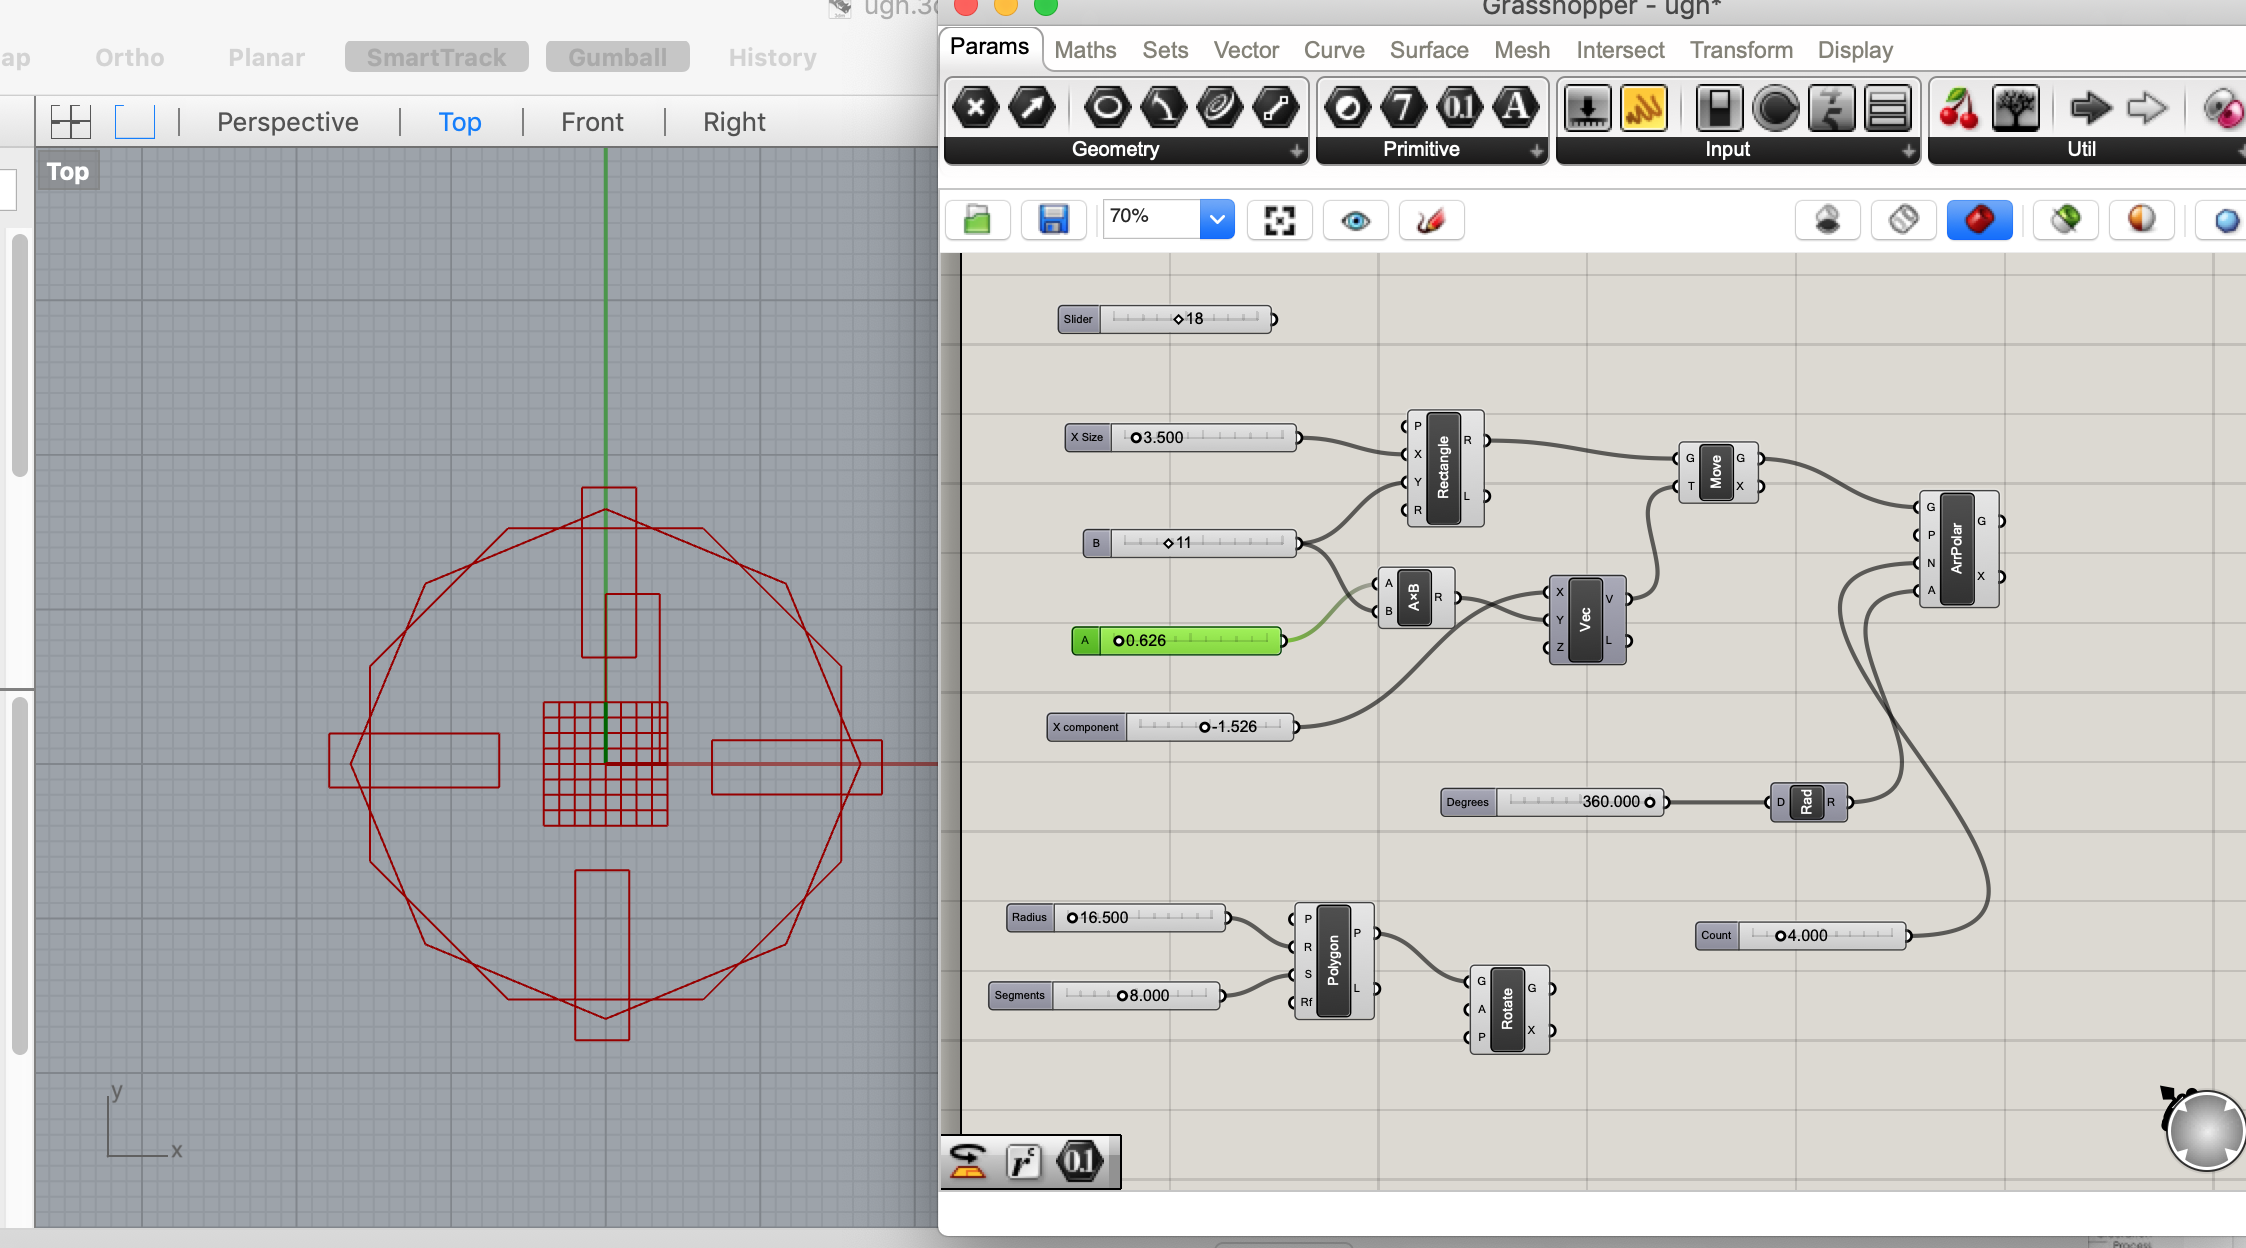 ugn.3
Grasshopper - ugn*
ap Ortho Planar SmartTrack Gumball History
Params Maths Sets Vector Curve Surface Mesh Intersect Transform Display
Perspective Top Front Right
Geometry Primitive Input Util
Top
70%
Slider 18
X Size 3.500
P X Y R Rectangle R L
B 11
G T Move G X
G P N A ArrPolar G X
A B A×B R
X Y Z Vec V L
A 0.626
X component -1.526
Degrees 360.000
D Rad R
Radius 16.500
P R S Rf Polygon P L
Count 4.000
Segments 8.000
G A P Rotate G X
y
x
Process